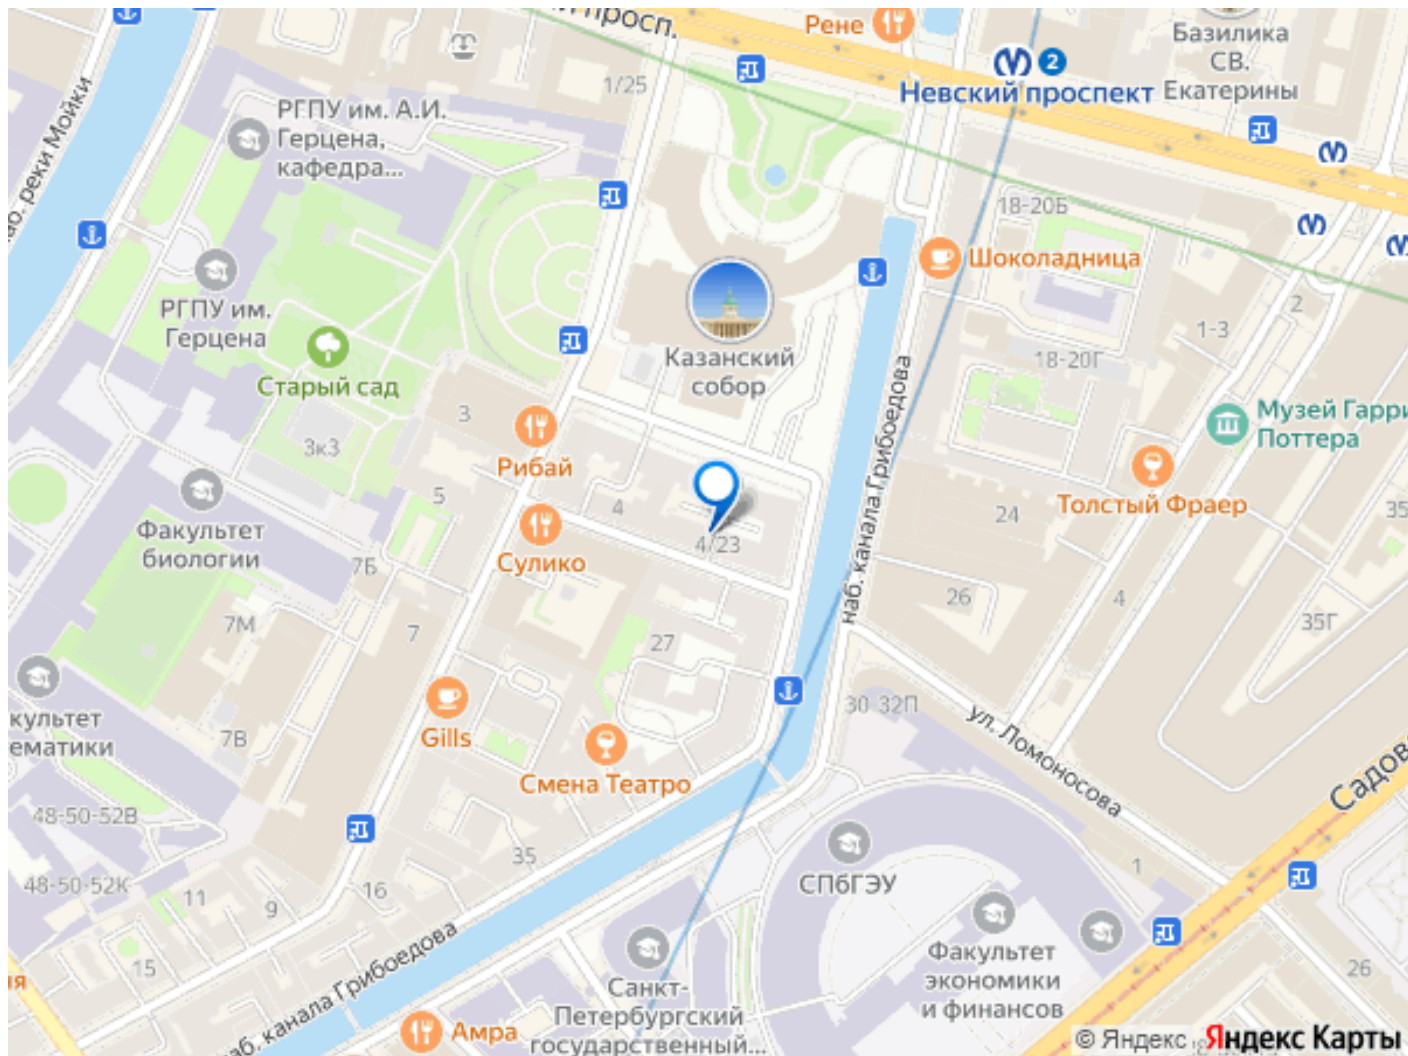 просп.
Рене
2
Невский проспект
Базилика
СВ.
Екатерины
1/25
РГПУ им. А.И.
Герцена,
кафедра...
наб. реки Мойки
18-20Б
Шоколадница
РГПУ им.
Герцена
Старый сад
Казанский
собор
2
1-3
18-20Г
наб. канала Грибоедова
Музей Гарри
Поттера
3
3к3
Рибай
Толстый Фраер
5
4
4/23
24
35
Факультет
биологии
Сулико
7Б
26
4
35Г
7М
7
27
30-32П
ул. Ломоносова
культет
ематики
7В
Gills
Смена Театро
Садов
48-50-52В
35
СПбГЭУ
1
48-50-52К
11
9
16
15
наб. канала Грибоедова
Факультет
экономики
и финансов
26
Санкт-
Петербургский
государственный...
ия
Амра
© Яндекс
Яндекс Карты